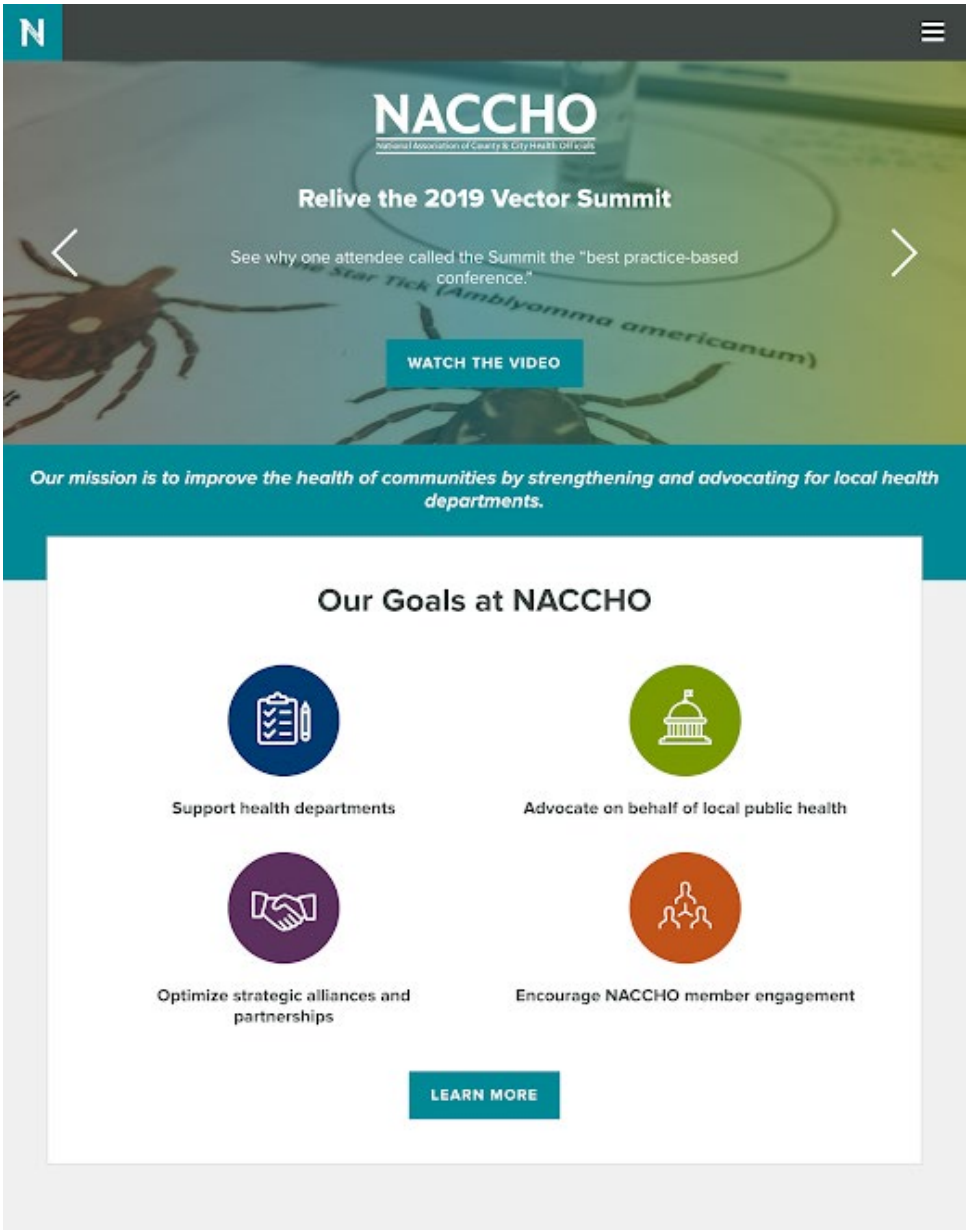 N
NACCHO
National Association of County & City Health Officials
Relive the 2019 Vector Summit
See why one attendee called the Summit the “best practice-based
conference.”
Star Tick (Amblyomma americanum)
WATCH THE VIDEO
Our mission is to improve the health of communities by strengthening and advocating for local health
departments.
Our Goals at NACCHO
Support health departments
Advocate on behalf of local public health
Optimize strategic alliances and
partnerships
Encourage NACCHO member engagement
LEARN MORE